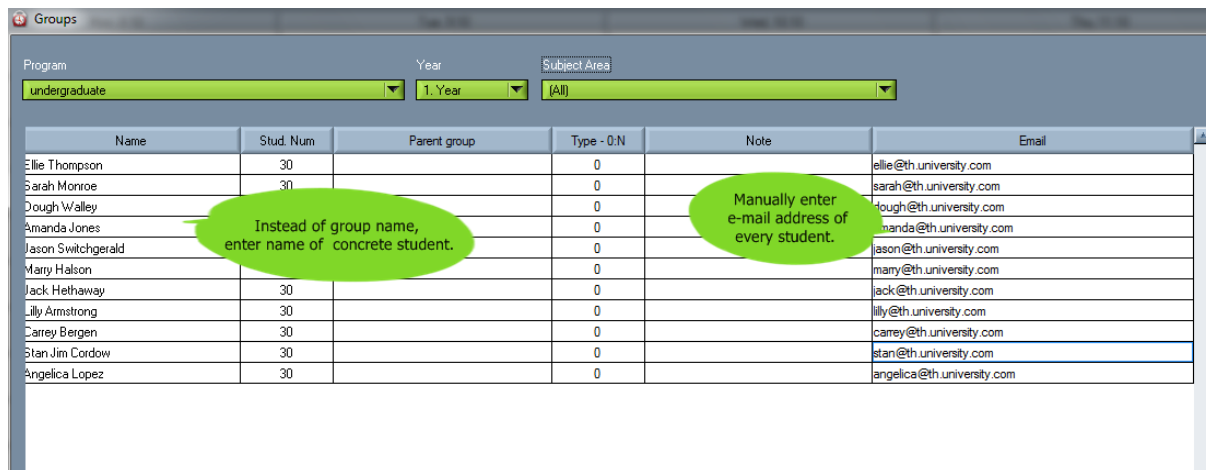 Groups
Program Year Subject Area
undergraduate 1. Year (All)
Name Stud. Num Parent group Type - 0:N Note Email
Ellie Thompson 30 0 ellie@th.university.com
Sarah Monroe 30 0 sarah@th.university.com
Dough Walley 0 dough@th.university.com
Amanda Jones 0 amanda@th.university.com
Jason Switchgerald 0 jason@th.university.com
Marry Halson 0 marry@th.university.com
Jack Hethaway 30 0 jack@th.university.com
Lilly Armstrong 30 0 lilly@th.university.com
Carrey Bergen 30 0 carrey@th.university.com
Stan Jim Cordow 30 0 stan@th.university.com
Angelica Lopez 30 0 angelica@th.university.com
Instead of group name,
enter name of concrete student.
Manually enter
e-mail address of
every student.